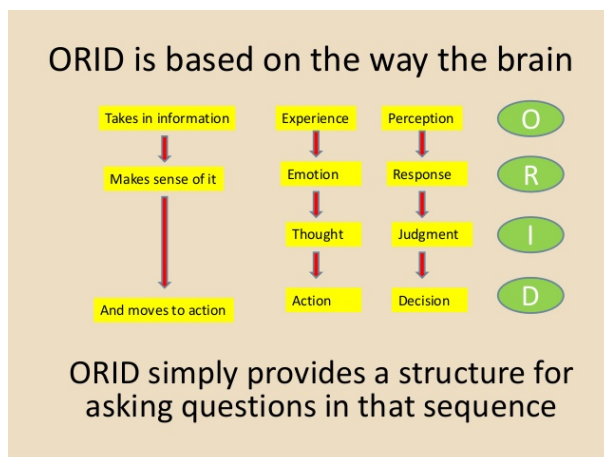 ORID is based on the way the brain
Takes in information Experience Perception O
Makes sense of it Emotion Response R
Thought Judgment I
And moves to action Action Decision D
ORID simply provides a structure for
asking questions in that sequence